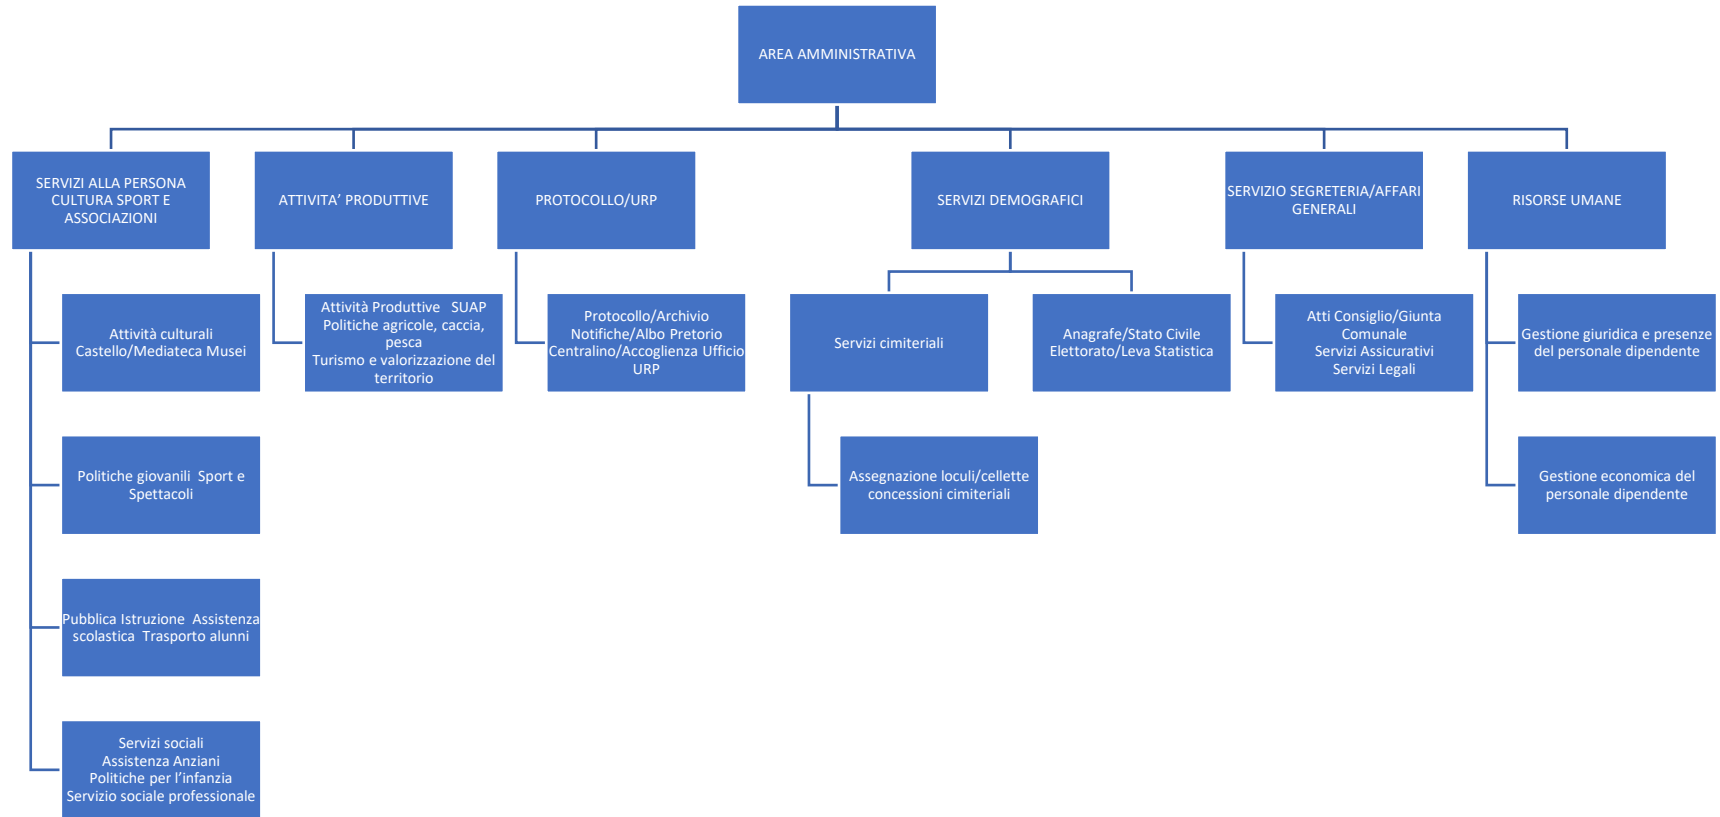 AREA AMMINISTRATIVA
SERVIZI ALLA PERSONA
CULTURA SPORT E
ASSOCIAZIONI
ATTIVITA’ PRODUTTIVE
PROTOCOLLO/URP
SERVIZI DEMOGRAFICI
SERVIZIO SEGRETERIA/AFFARI
GENERALI
RISORSE UMANE
Attività culturali
Castello/Mediateca Musei
Attività Produttive   SUAP
Politiche agricole, caccia,
pesca
Turismo e valorizzazione del
territorio
Protocollo/Archivio
Notifiche/Albo Pretorio
Centralino/Accoglienza Ufficio
URP
Servizi cimiteriali
Anagrafe/Stato Civile
Elettorato/Leva Statistica
Atti Consiglio/Giunta
Comunale
Servizi Assicurativi
Servizi Legali
Gestione giuridica e presenze
del personale dipendente
Politiche giovanili  Sport e
Spettacoli
Assegnazione loculi/cellette
concessioni cimiteriali
Gestione economica del
personale dipendente
Pubblica Istruzione  Assistenza
scolastica  Trasporto alunni
Servizi sociali
Assistenza Anziani
Politiche per l’infanzia
Servizio sociale professionale